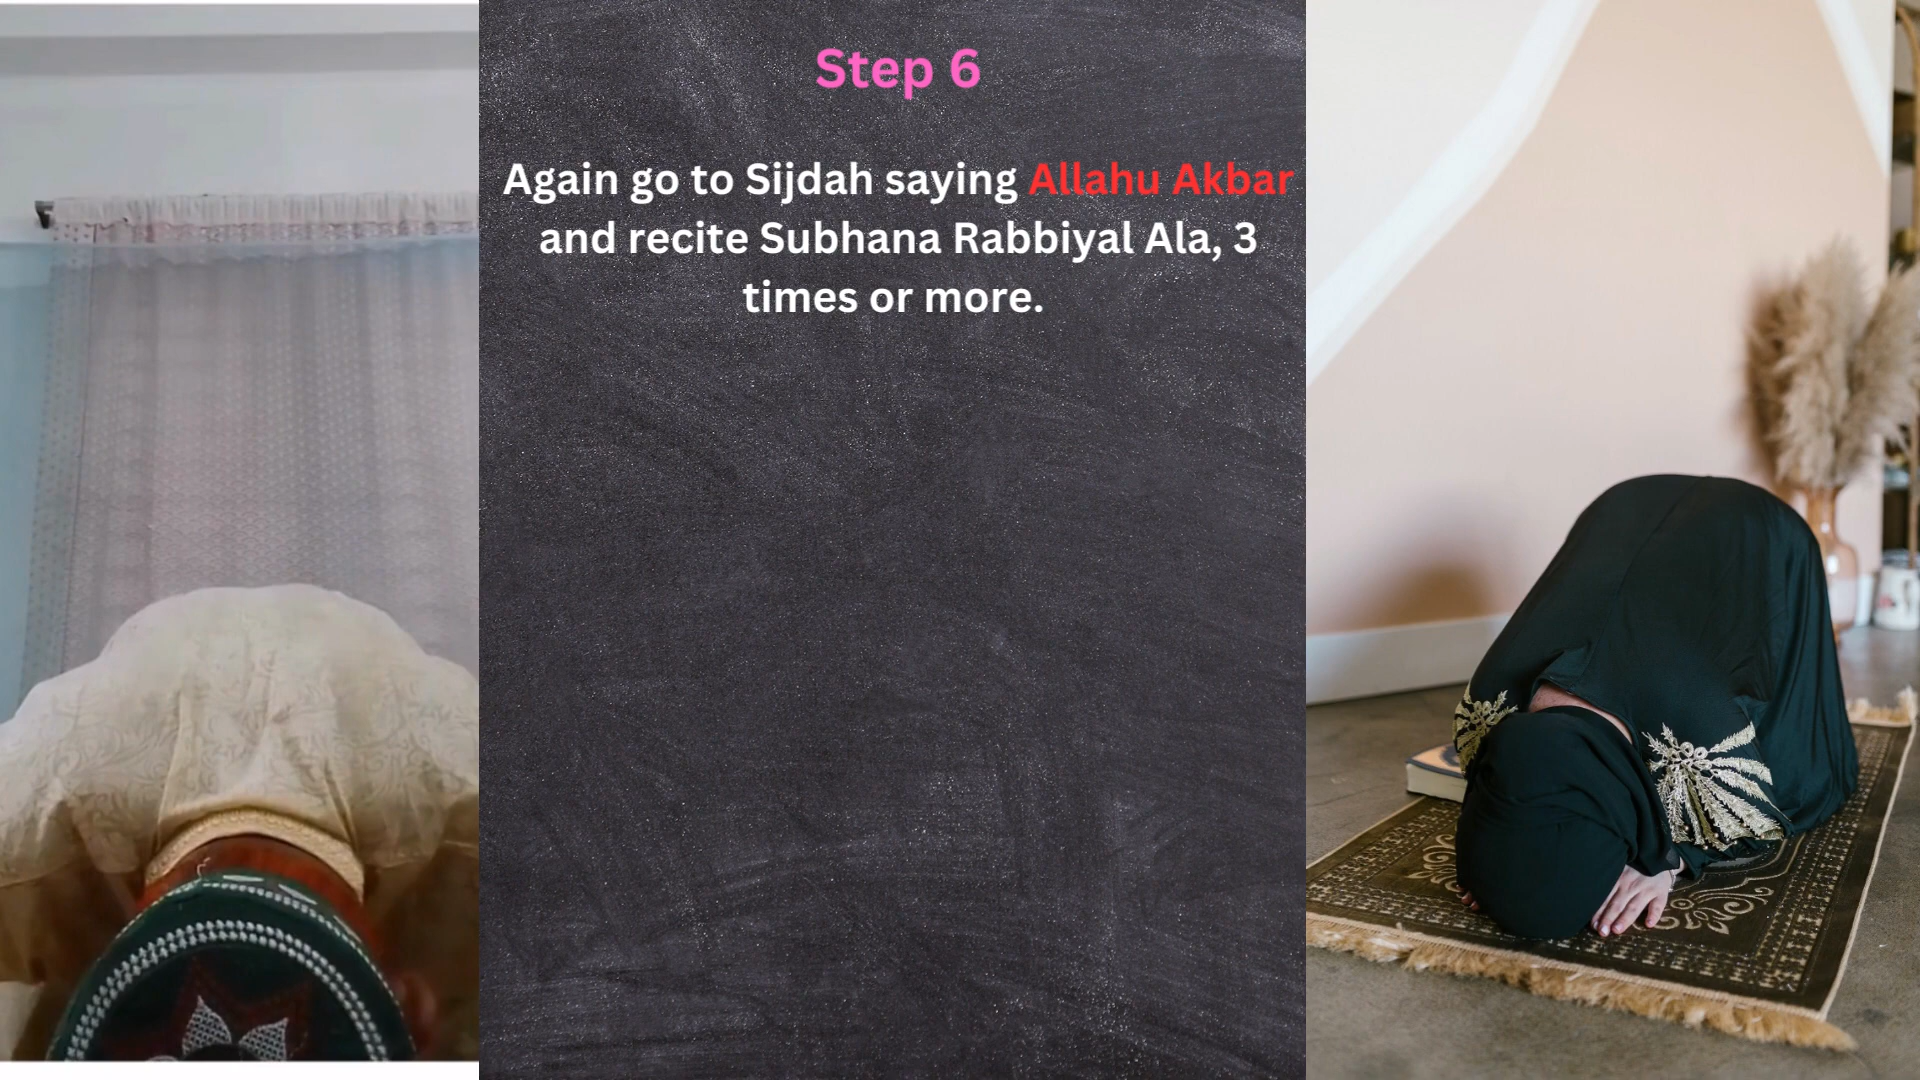 Step 6
Again go to Sijdah saying Allahu Akbar
and recite Subhana Rabbiyal Ala, 3
times or more.